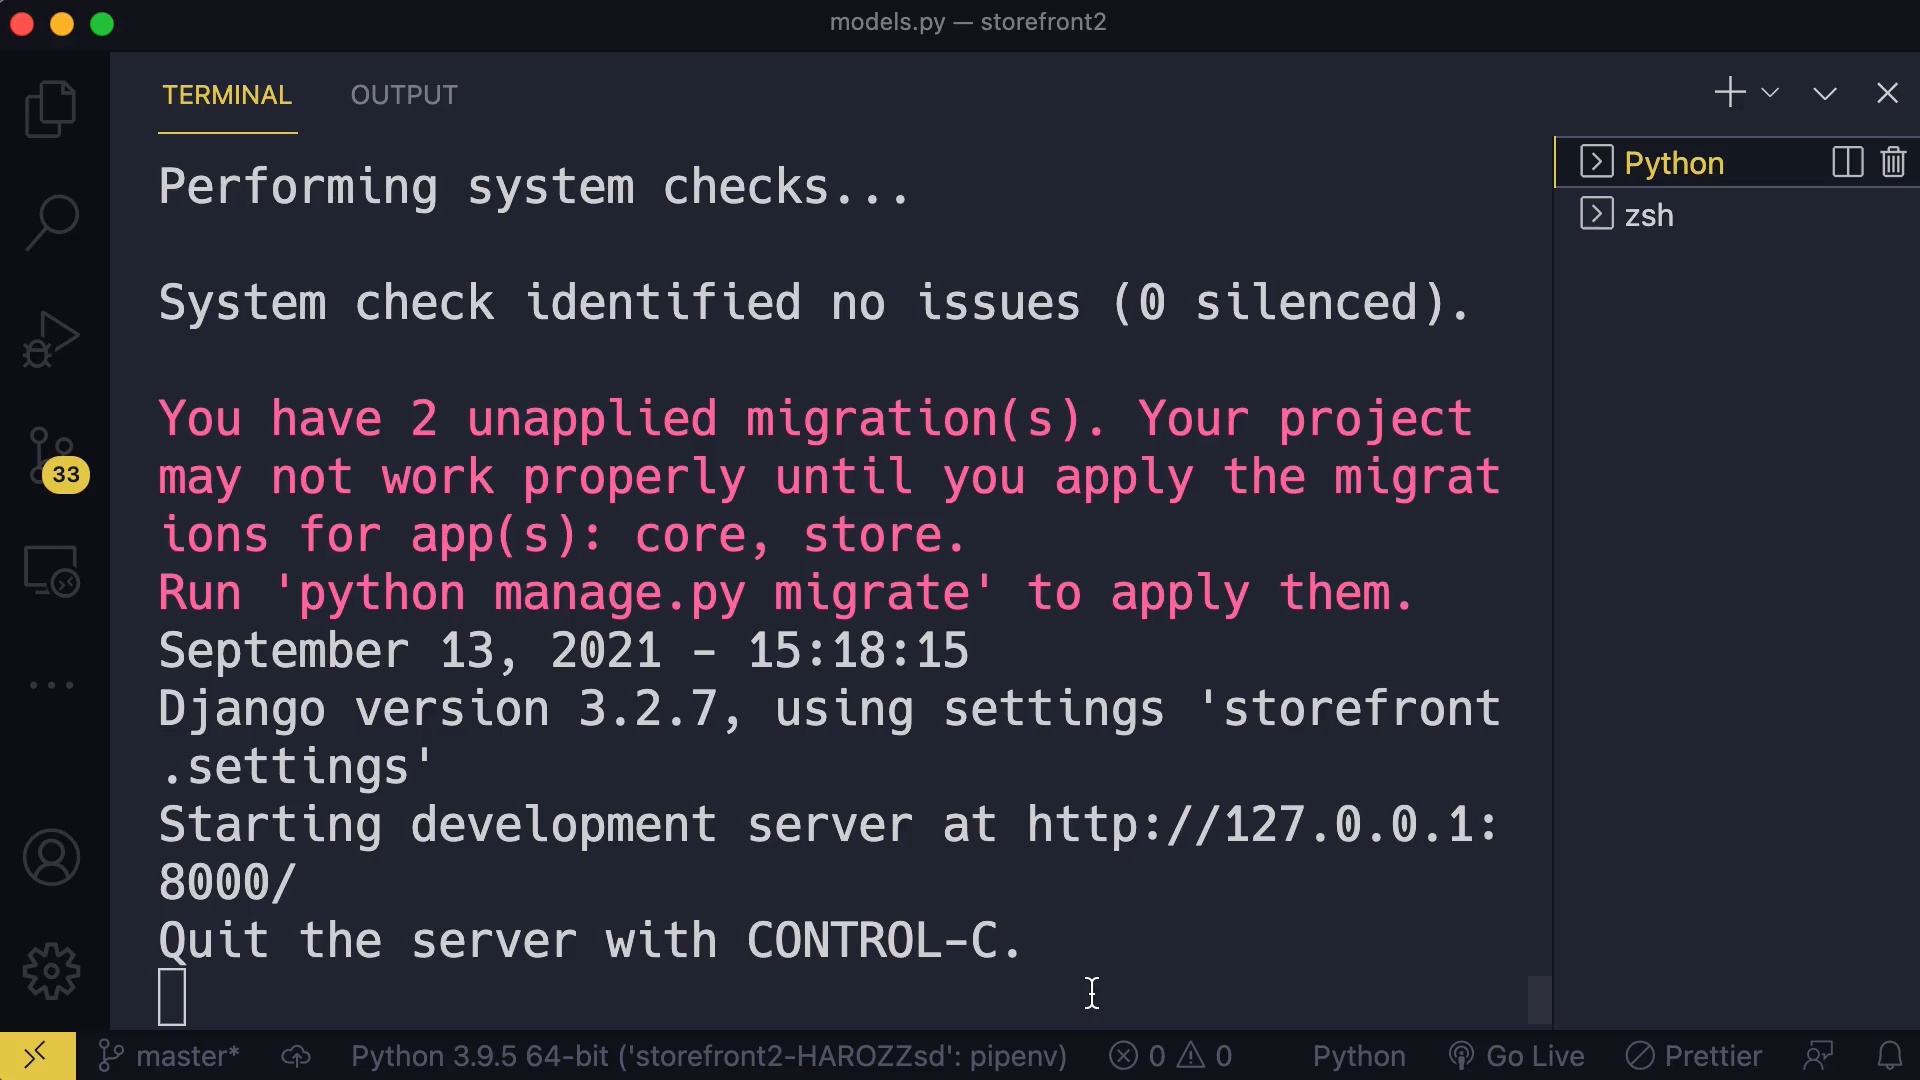 models.py — storefront2
TERMINAL OUTPUT
Python
zsh
Performing system checks...
System check identified no issues (0 silenced).
You have 2 unapplied migration(s). Your project
may not work properly until you apply the migrat
ions for app(s): core, store.
Run 'python manage.py migrate' to apply them.
September 13, 2021 - 15:18:15
Django version 3.2.7, using settings 'storefront
.settings'
Starting development server at http://127.0.0.1:
8000/
Quit the server with CONTROL-C.
33
master* Python 3.9.5 64-bit ('storefront2-HAROZZsd': pipenv) 0 0 Python Go Live Prettier